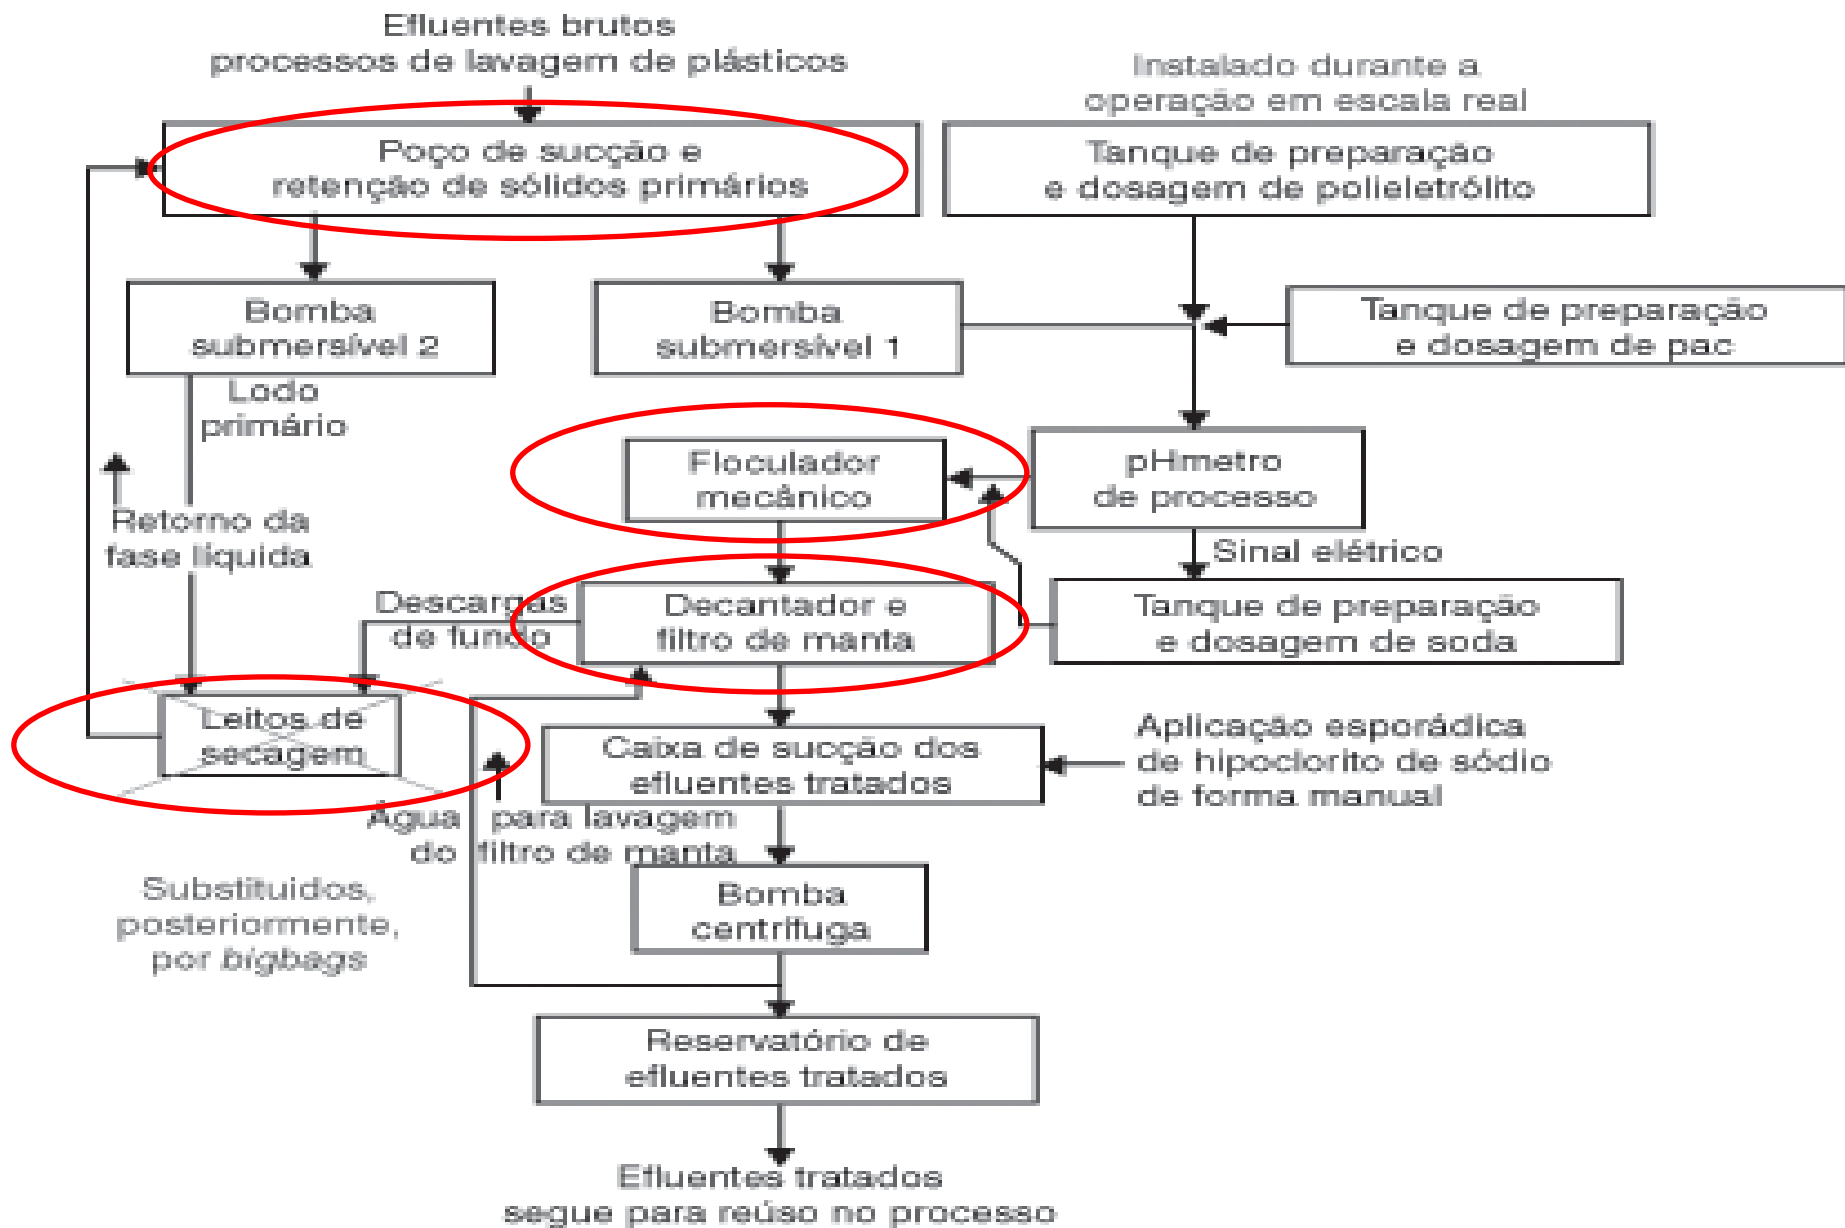 Efluentes brutos
processos de lavagem de plásticos
Instalado durante a
operação em escala real
Poço de sucção e
retenção de sólidos primários
Tanque de preparação
e dosagem de polieletrólito
Bomba
submersível 2
Bomba
submersível 1
Tanque de preparação
e dosagem de pac
Lodo
primário
Floculador
mecânico
pHmetro
de processo
Retorno da
fase líquida
Sinal elétrico
Descargas
de fundo
Decantador e
filtro de manta
Tanque de preparação
e dosagem de soda
Leitos de
secagem
Caixa de sucção dos
efluentes tratados
Aplicação esporádica
de hipoclorito de sódio
de forma manual
Água para lavagem
do filtro de manta
Substituidos,
posteriormente,
por bigbags
Bomba
centrífuga
Reservatório de
efluentes tratados
Efluentes tratados
segue para reúso no processo